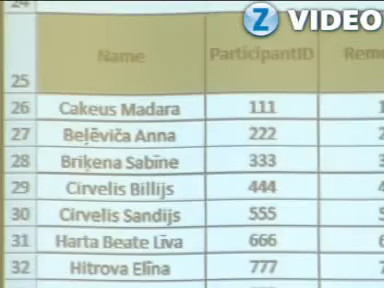 24
Z VIDEO
Name ParticipantID
25
26 Cakeus Madara 111
27 Beļēviča Anna 222
28 Briķena Sabīne 333
29 Cirvelis Billijs 444
30 Cirvelis Sandijs 555
31 Harta Beate Līva 666
32 Hitrova Elīna 777